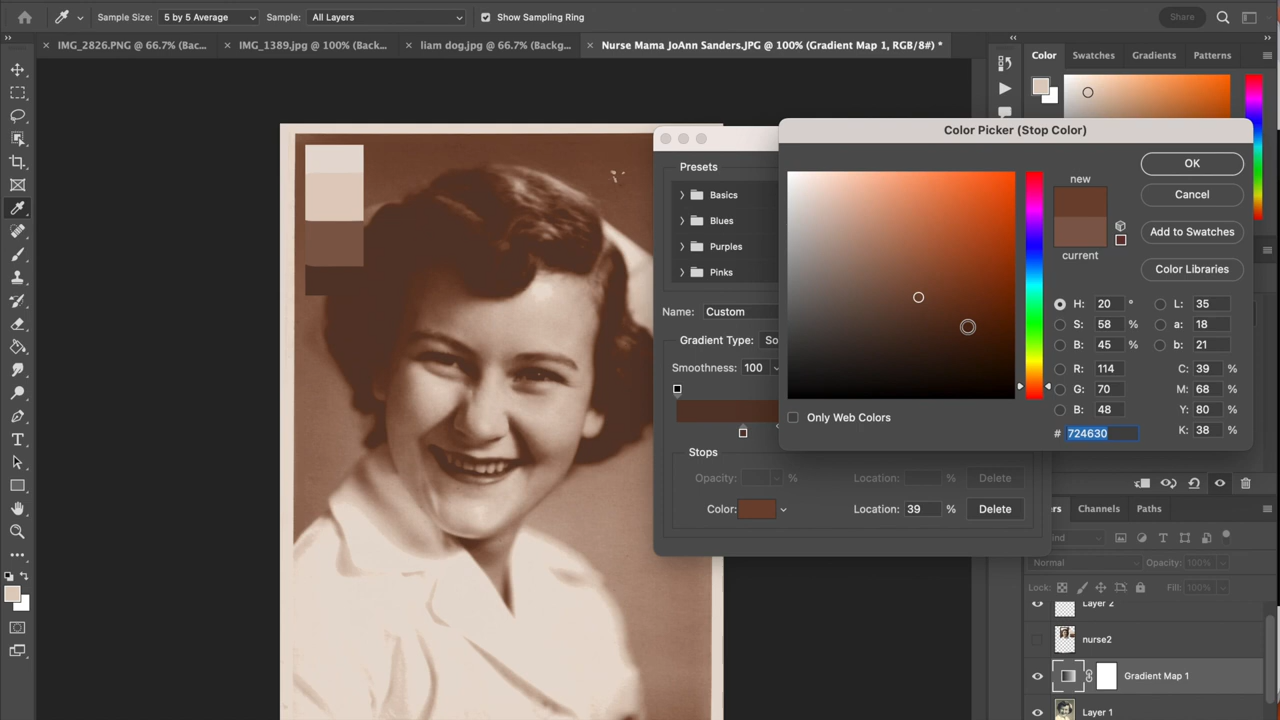 Sample Size: 5 by 5 Average Sample: All Layers Show Sampling Ring Share
IMG_2826.PNG @ 66.7% (Bac... IMG_1389.jpg @ 100% (Back... liam dog.jpg @ 66.7% (Backg... Nurse Mama JoAnn Sanders.JPG @ 100% (Gradient Map 1, RGB/8#) *
Color Swatches Gradients Patterns
Color Picker (Stop Color)
Presets
Basics
Blues
Purples
Pinks
Name: Custom
Gradient Type: So
Smoothness: 100
Stops
Opacity: % Location: % Delete
Color: Location: 39 % Delete
new
current
OK
Cancel
Add to Swatches
Color Libraries
H: 20 ° L: 35
S: 58 % a: 18
B: 45 % b: 21
R: 114 C: 39 %
G: 70 M: 68 %
B: 48 Y: 80 %
# 724630 K: 38 %
Only Web Colors
ers Channels Paths
ind
Normal Opacity: 100%
Lock: Fill: 100%
Layer 2
nurse2
Gradient Map 1
Layer 1